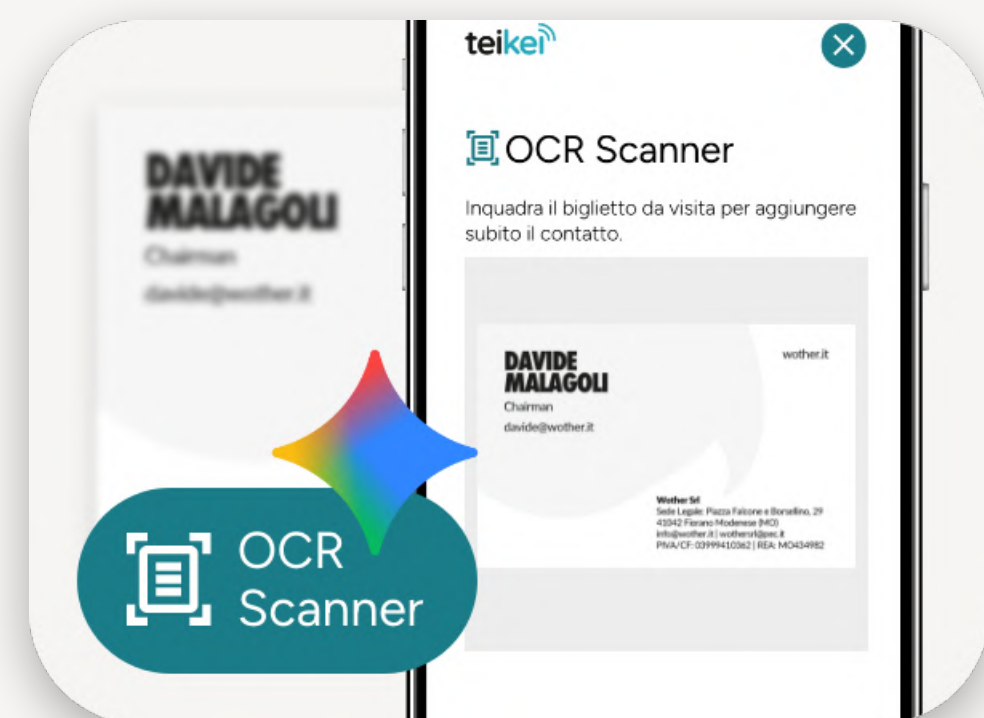 DAVIDE
MALAGOLI
Chairman
davide@wother.it
OCR
Scanner
teikei
OCR Scanner
Inquadra il biglietto da visita per aggiungere
subito il contatto.
DAVIDE
MALAGOLI
Chairman
davide@wother.it
wother.it
Wother Srl
Sede Legale: Piazza Falcone e Borsellino, 29
41042 Fiorano Modenese (MO)
info@wother.it | wothersrl@pec.it
PIVA/CF: 03999410362 | REA: MO434982